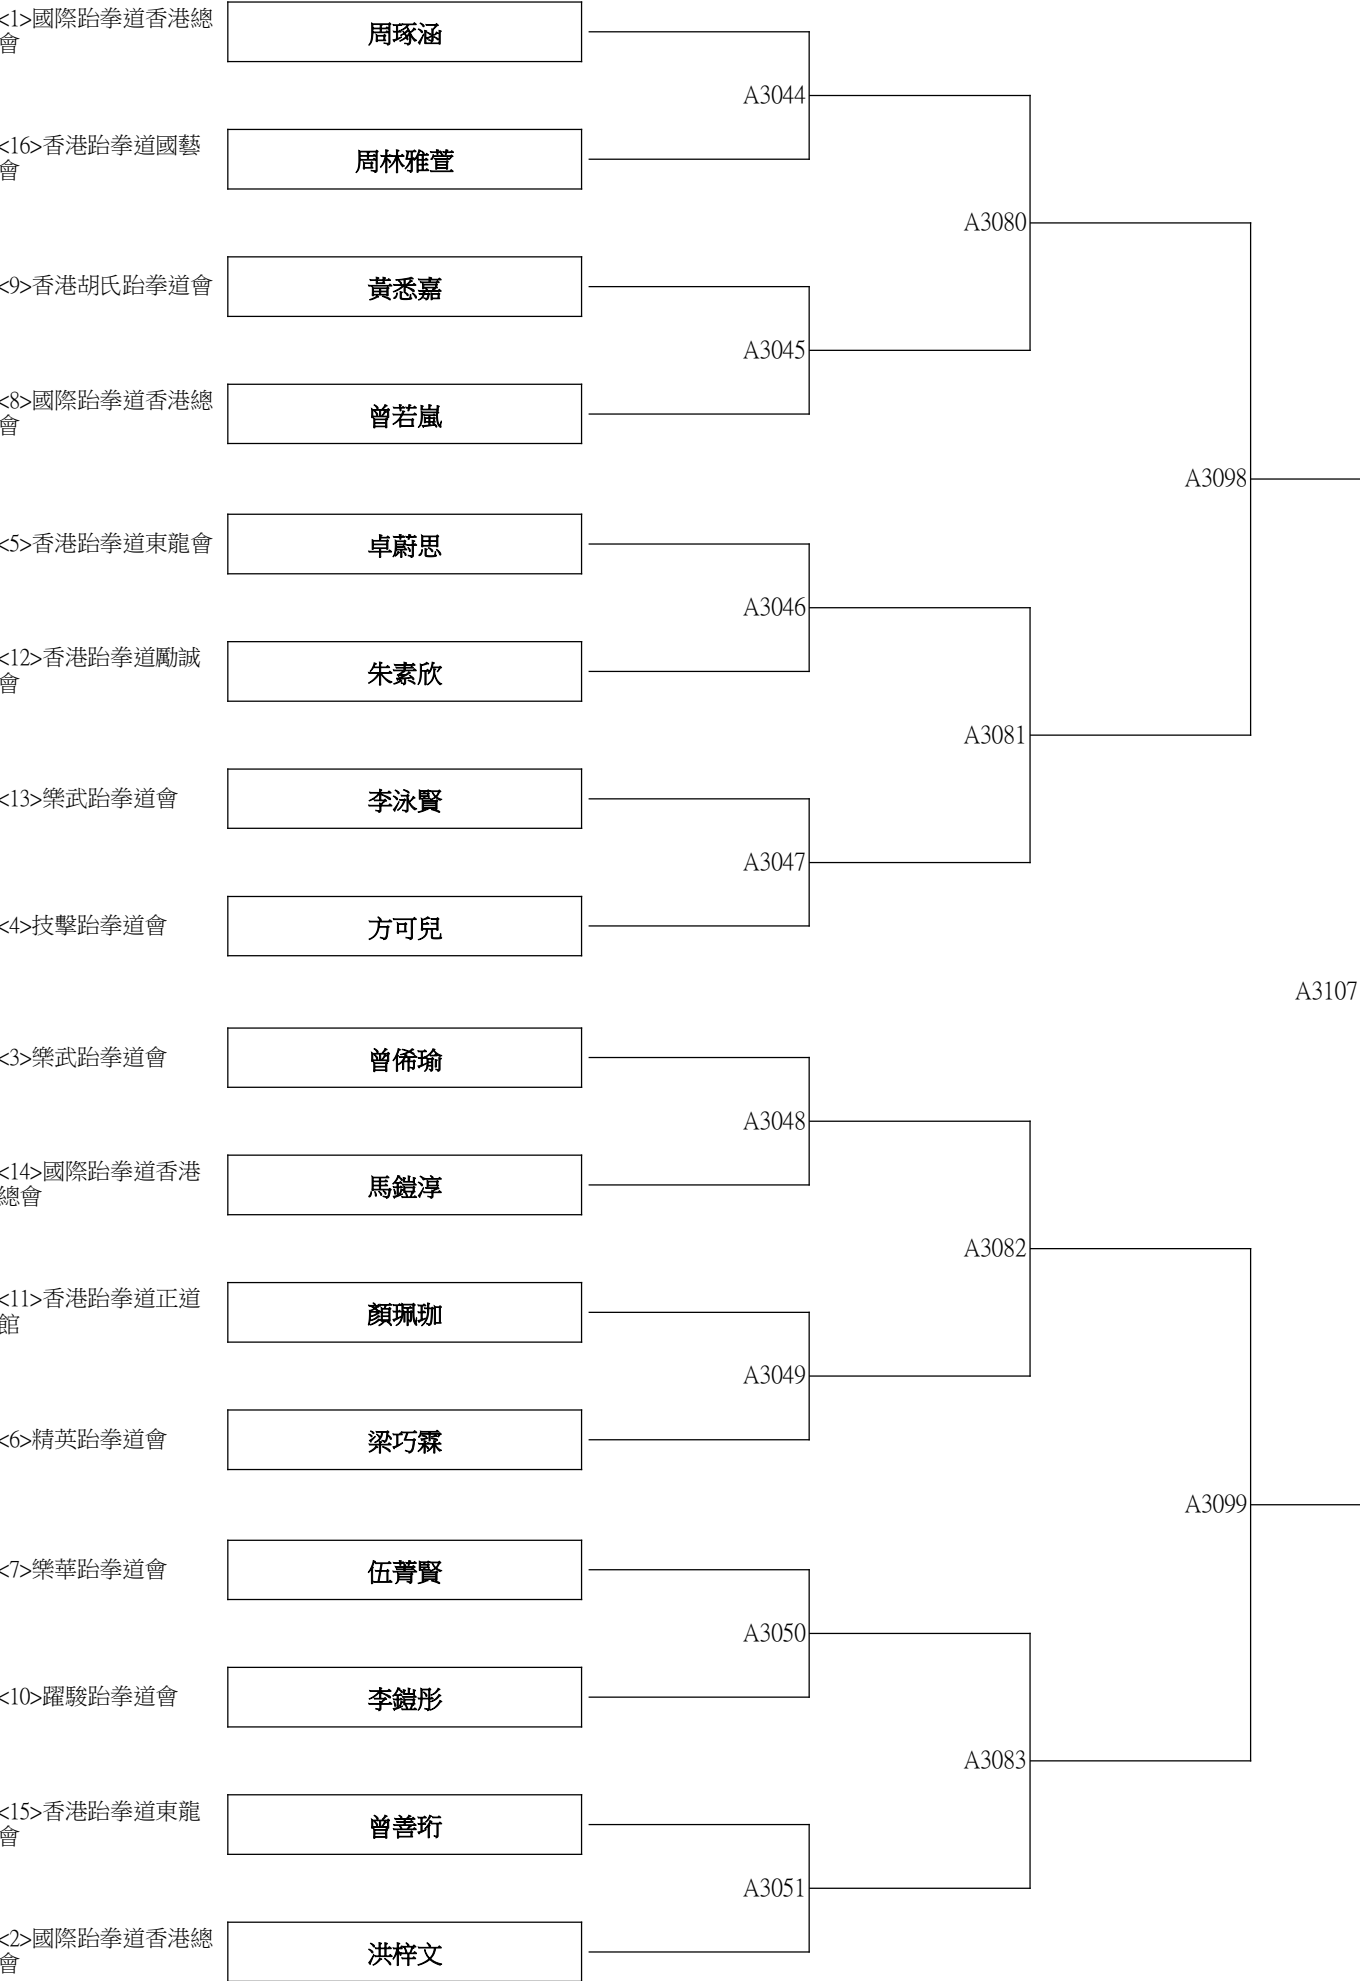 <1>國際跆拳道香港總
會
周琢涵
A3044
<16>香港跆拳道國藝
會
周林雅萱
A3080
<9>香港胡氏跆拳道會
黃悉嘉
A3045
<8>國際跆拳道香港總
會
曾若嵐
A3098
<5>香港跆拳道東龍會
卓蔚思
A3046
<12>香港跆拳道勵誠
會
朱素欣
A3081
<13>樂武跆拳道會
李泳賢
A3047
<4>技擊跆拳道會
方可兒
A3107
<3>樂武跆拳道會
曾俙瑜
A3048
<14>國際跆拳道香港
總會
馬鎧淳
A3082
<11>香港跆拳道正道
館
顏珮珈
A3049
<6>精英跆拳道會
梁巧霖
A3099
<7>樂華跆拳道會
伍菁賢
A3050
<10>躍駿跆拳道會
李鎧彤
A3083
<15>香港跆拳道東龍
會
曾善珩
A3051
<2>國際跆拳道香港總
會
洪梓文